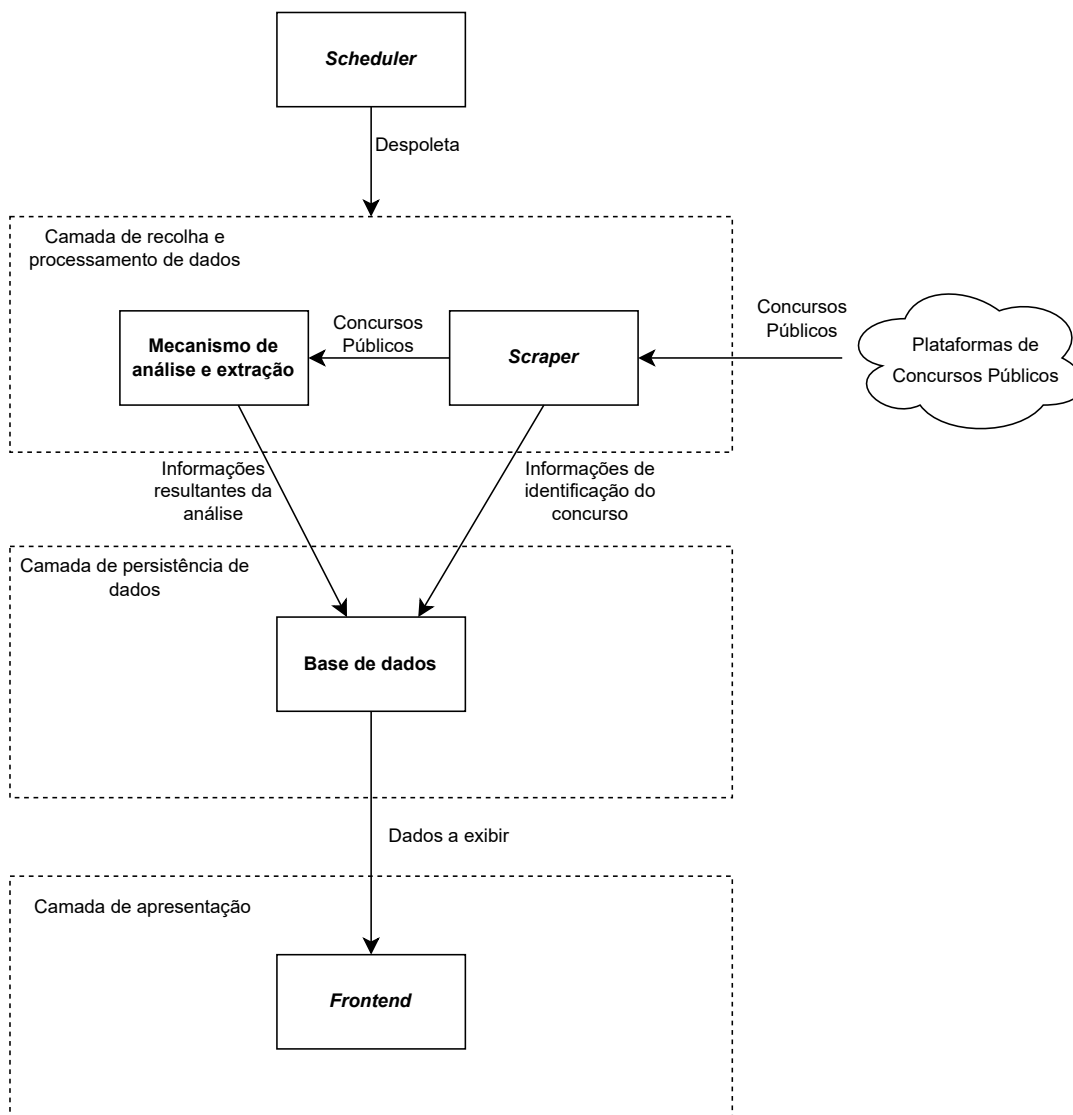 Scheduler
Despoleta
Camada de recolha e
processamento de dados
Mecanismo de
análise e extração
Concursos
Públicos
Scraper
Concursos
Públicos
Plataformas de
Concursos Públicos
Informações
resultantes da
análise
Informações de
identificação do
concurso
Camada de persistência de
dados
Base de dados
Dados a exibir
Camada de apresentação
Frontend